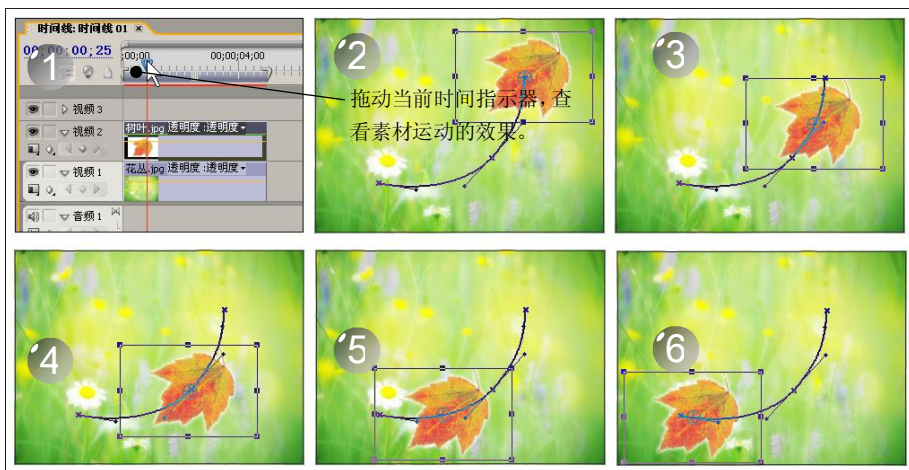 时间线:时间线 01 ×
00;00;00;25
;00;00
00;00;04;00
1
视频 3
视频 2
树叶.jpg 透明度:透明度
视频 1
花丛.jpg 透明度:透明度
音频 1
2
拖动当前时间指示器,查
看素材运动的效果。
3
4
5
6